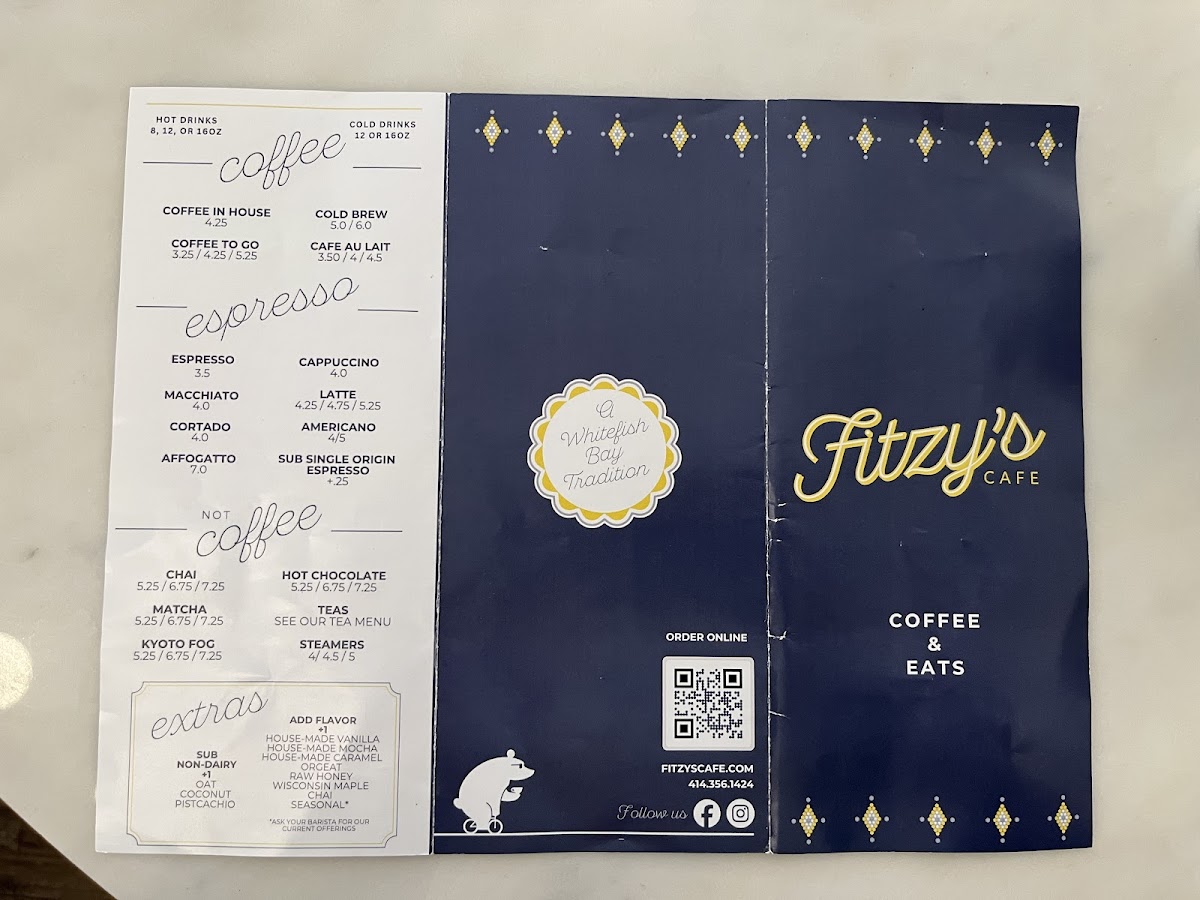 HOT DRINKS
8, 12, OR 16OZ
COLD DRINKS
12 OR 16OZ
coffee
COFFEE IN HOUSE
4.25
COLD BREW
5.0 / 6.0
COFFEE TO GO
3.25 / 4.25 / 5.25
CAFE AU LAIT
3.50 / 4 / 4.5
espresso
ESPRESSO
3.5
CAPPUCCINO
4.0
MACCHIATO
4.0
LATTE
4.25 / 4.75 / 5.25
CORTADO
4.0
AMERICANO
4/5
AFFOGATTO
7.0
SUB SINGLE ORIGIN
ESPRESSO
+.25
NOT
coffee
CHAI
5.25 / 6.75 / 7.25
HOT CHOCOLATE
5.25 / 6.75 / 7.25
MATCHA
5.25 / 6.75 / 7.25
TEAS
SEE OUR TEA MENU
KYOTO FOG
5.25 / 6.75 / 7.25
STEAMERS
4/ 4.5 / 5
extras
SUB
NON-DAIRY
+1
OAT
COCONUT
PISTCACHIO
ADD FLAVOR
+1
HOUSE-MADE VANILLA
HOUSE-MADE MOCHA
HOUSE-MADE CARAMEL
ORGEAT
RAW HONEY
WISCONSIN MAPLE
CHAI
SEASONAL*
*ASK YOUR BARISTA FOR OUR
CURRENT OFFERINGS
A
Whitefish
Bay
Tradition
ORDER ONLINE
FITZYSCAFE.COM
414.356.1424
Follow us
Fitzy's
CAFE
COFFEE
&
EATS